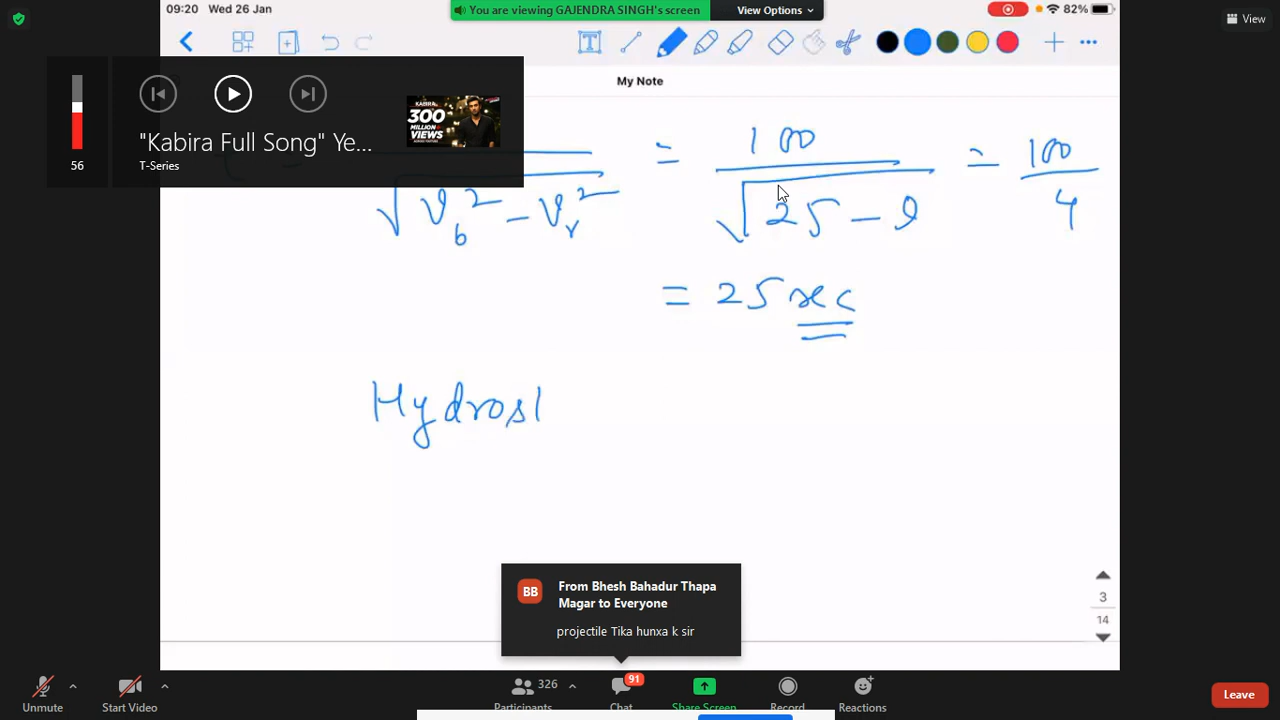 09:20 Wed 26 Jan
You are viewing GAJENDRA SINGH's screen
View Options
82%
View
My Note
56
"Kabira Full Song" Ye...
T-Series
KABIRA
300
MILLION
VIEWS
= 100 / √25 - 9 = 100 / 4
√v_b² - v_r²
= 25 sec
Hydrosl
BB
From Bhesh Bahadur Thapa
Magar to Everyone
projectile Tika hunxa k sir
3
14
Unmute
Start Video
326
Participants
91
Chat
Share Screen
Record
Reactions
Leave